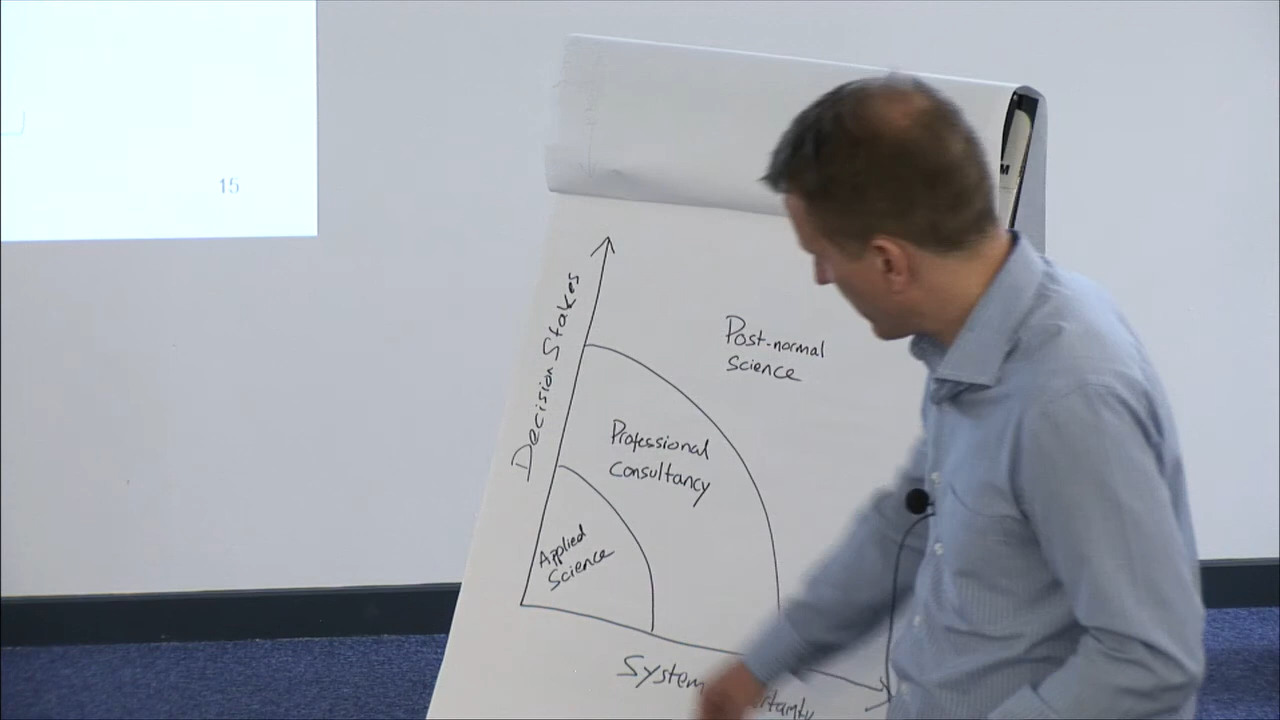 15
M
Decision Stakes
Post-normal
Science
Professional
Consultancy
Applied
Science
System